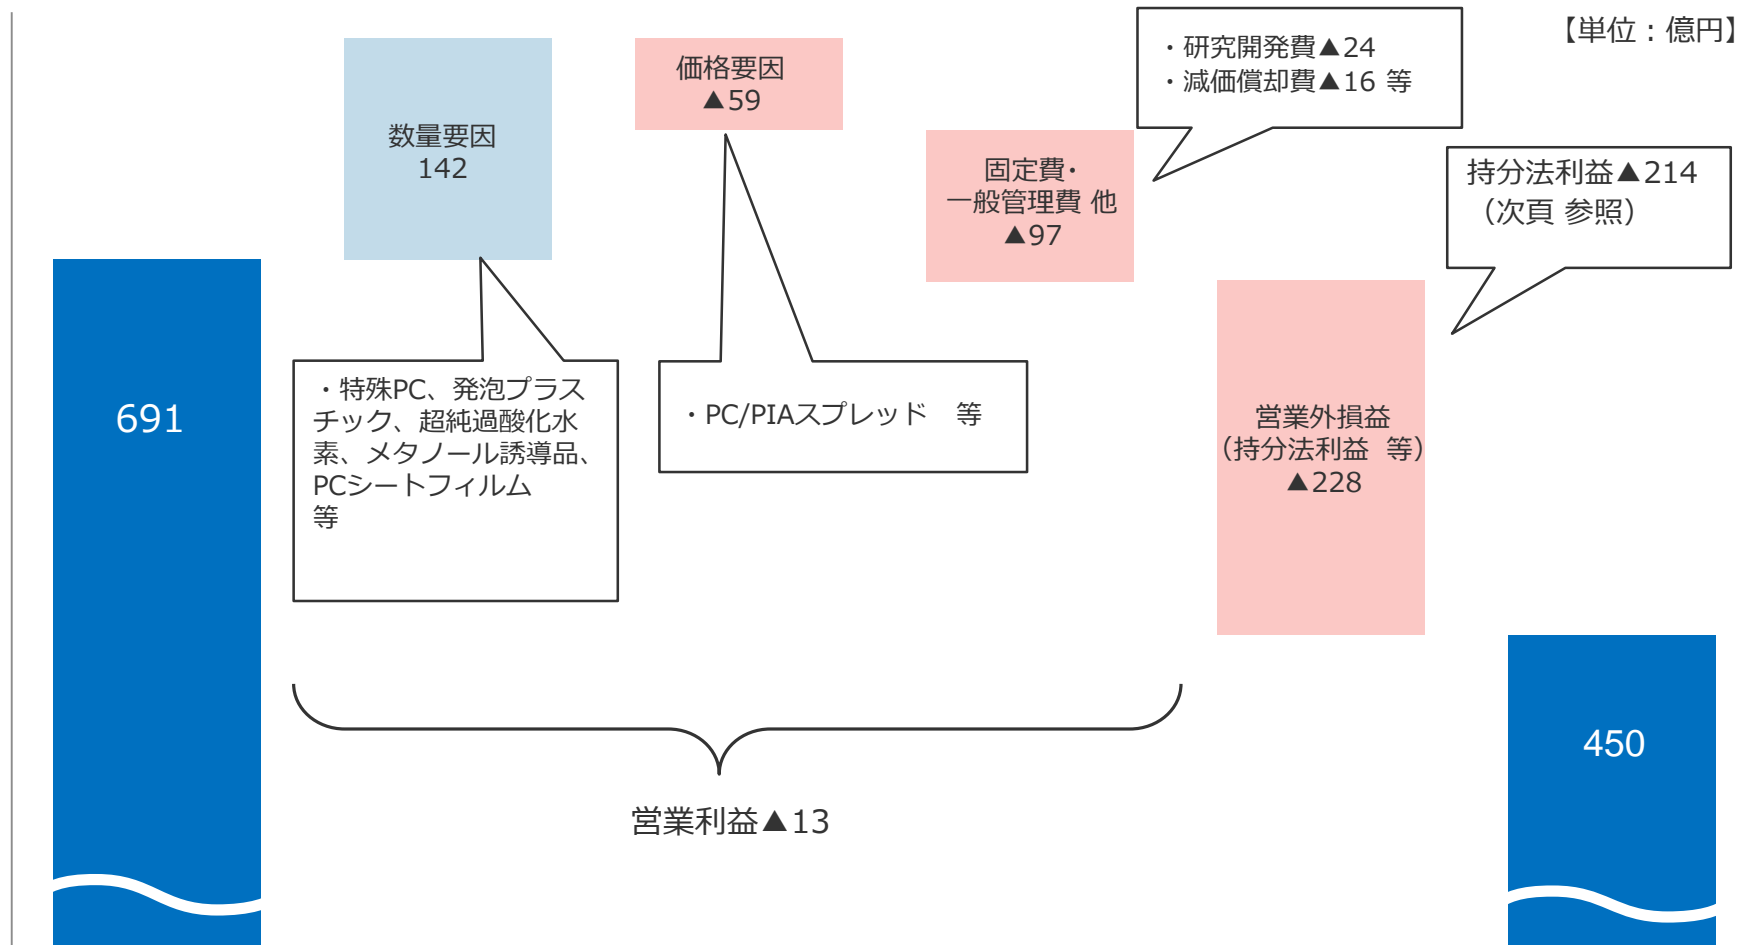 【単位：億円】
691
数量要因
142
・特殊PC、発泡プラス
チック、超純過酸化水
素、メタノール誘導品、
PCシートフィルム
等
価格要因
▲59
・PC/PIAスプレッド　等
固定費・
一般管理費 他
▲97
・研究開発費▲24
・減価償却費▲16 等
営業利益▲13
営業外損益
（持分法利益 等）
▲228
持分法利益▲214
（次頁 参照）
450